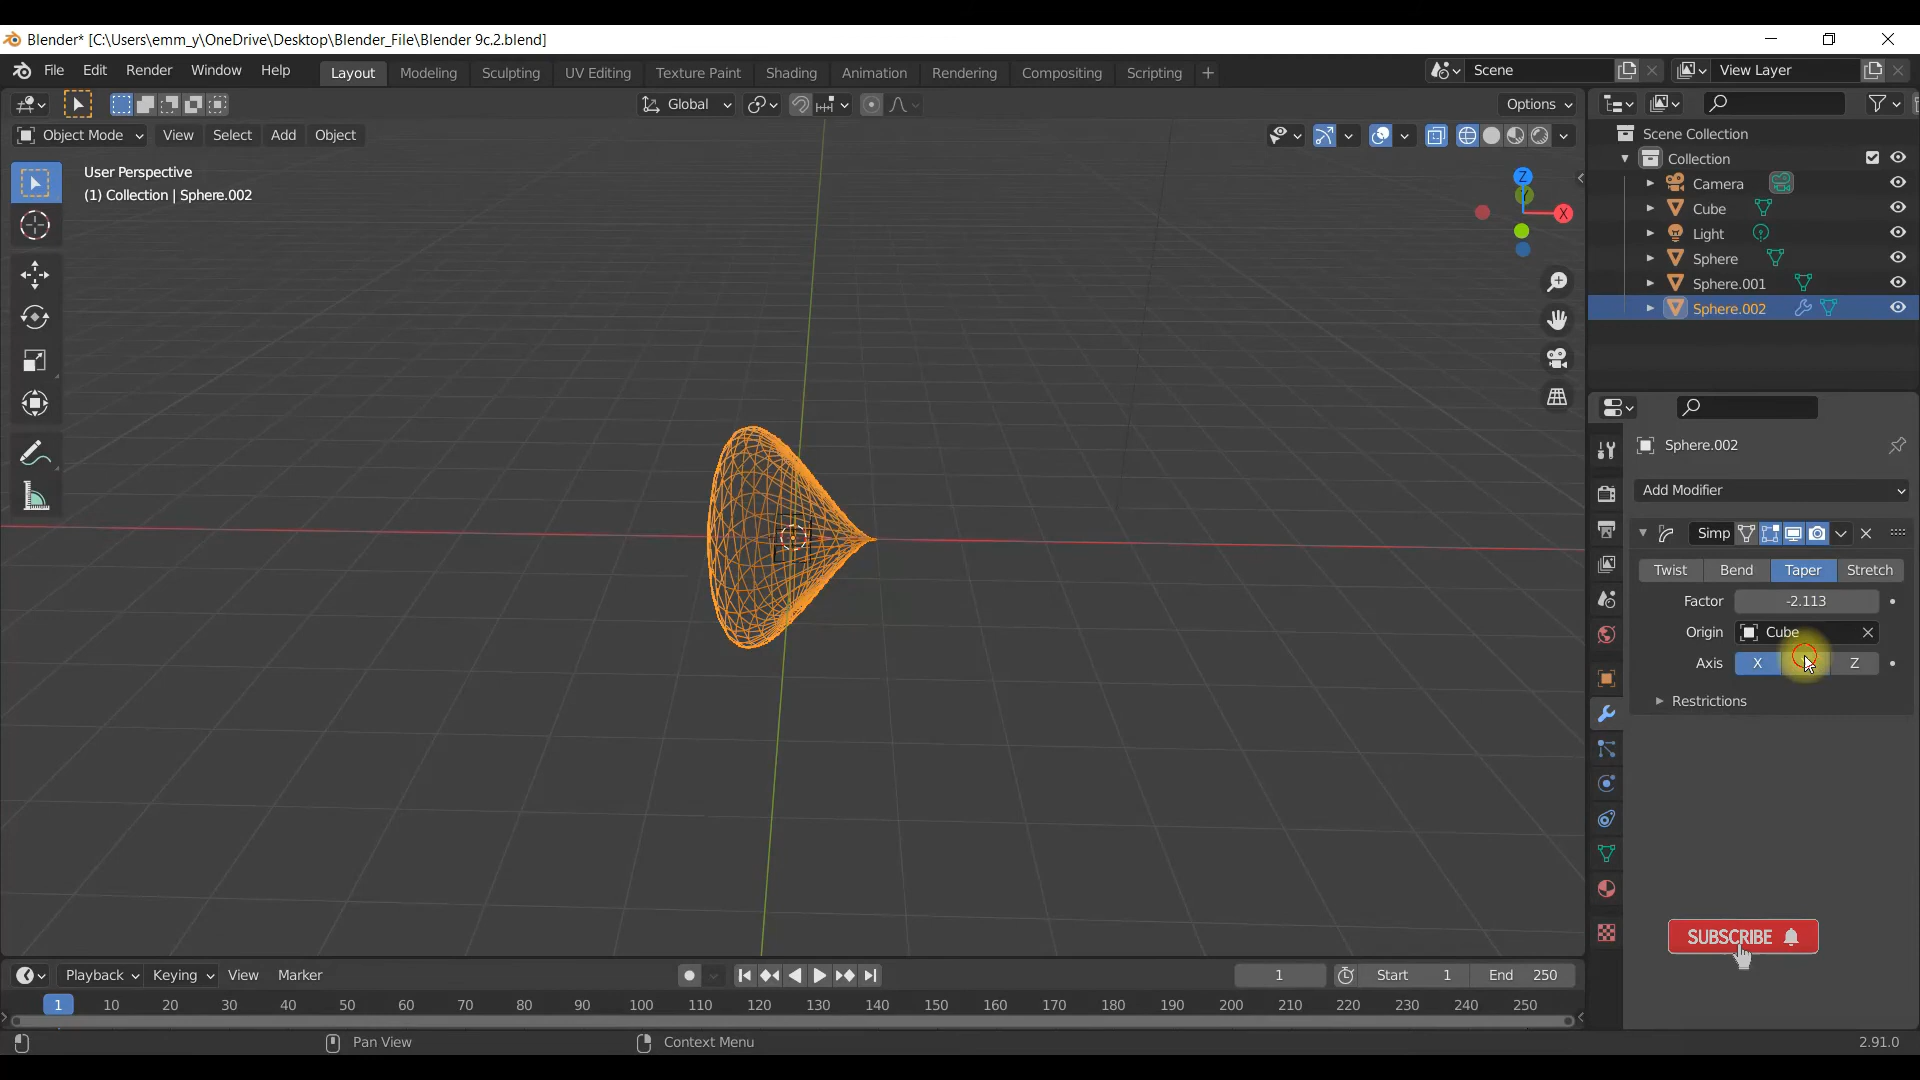 Blender* [C:\Users\emm_y\OneDrive\Desktop\Blender_File\Blender 9c.2.blend]
File Edit Render Window Help Layout Modeling Sculpting UV Editing Texture Paint Shading Animation Rendering Compositing Scripting + Scene View Layer
Global Options
Object Mode View Select Add Object
User Perspective
(1) Collection | Sphere.002
Z
X
Scene Collection
Collection
Camera
Cube
Light
Sphere
Sphere.001
Sphere.002
Sphere.002
Add Modifier
Simp
Twist Bend Taper Stretch
Factor -2.113
Origin Cube
Axis X Z
Restrictions
SUBSCRIBE
Playback Keying View Marker 1 Start 1 End 250
1 10 20 30 40 50 60 70 80 90 100 110 120 130 140 150 160 170 180 190 200 210 220 230 240 250
Pan View Context Menu 2.91.0